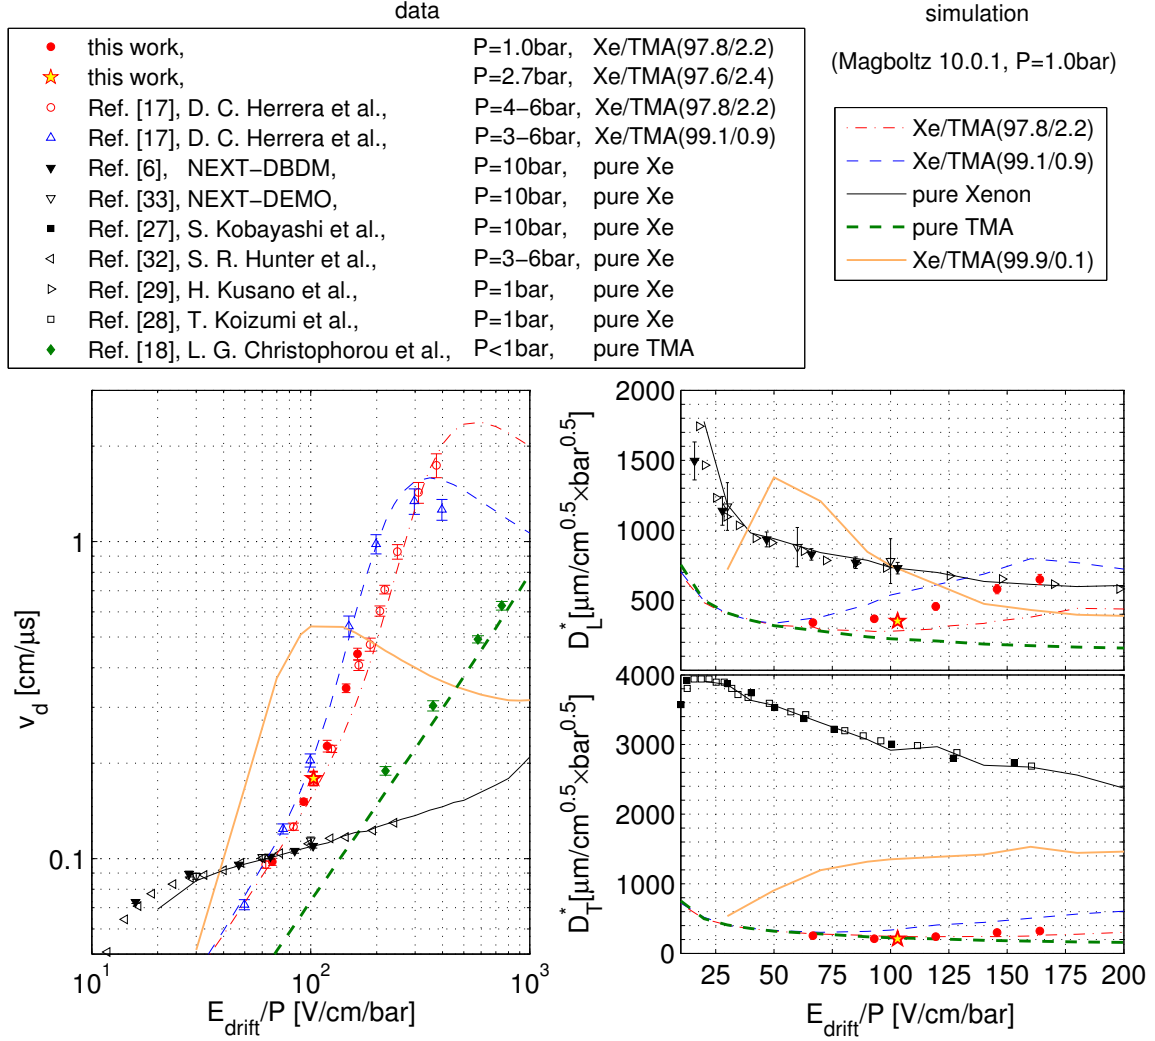 data
this work, P=1.0bar, Xe/TMA(97.8/2.2)
this work, P=2.7bar, Xe/TMA(97.6/2.4)
Ref. [17], D. C. Herrera et al., P=4−6bar, Xe/TMA(97.8/2.2)
Ref. [17], D. C. Herrera et al., P=3−6bar, Xe/TMA(99.1/0.9)
Ref. [6], NEXT−DBDM, P=10bar, pure Xe
Ref. [33], NEXT−DEMO, P=10bar, pure Xe
Ref. [27], S. Kobayashi et al., P=10bar, pure Xe
Ref. [32], S. R. Hunter et al., P=3−6bar, pure Xe
Ref. [29], H. Kusano et al., P=1bar, pure Xe
Ref. [28], T. Koizumi et al., P=1bar, pure Xe
Ref. [18], L. G. Christophorou et al., P<1bar, pure TMA
simulation
(Magboltz 10.0.1, P=1.0bar)
Xe/TMA(97.8/2.2)
Xe/TMA(99.1/0.9)
pure Xenon
pure TMA
Xe/TMA(99.9/0.1)
v_d [cm/μs]
1
0.1
10^1 10^2 10^3
E_drift/P [V/cm/bar]
D_L^*[μm/cm^0.5×bar^0.5]
2000
1500
1000
500
0
D_T^*[μm/cm^0.5×bar^0.5]
4000
3000
2000
1000
0
25 50 75 100 125 150 175 200
E_drift/P [V/cm/bar]